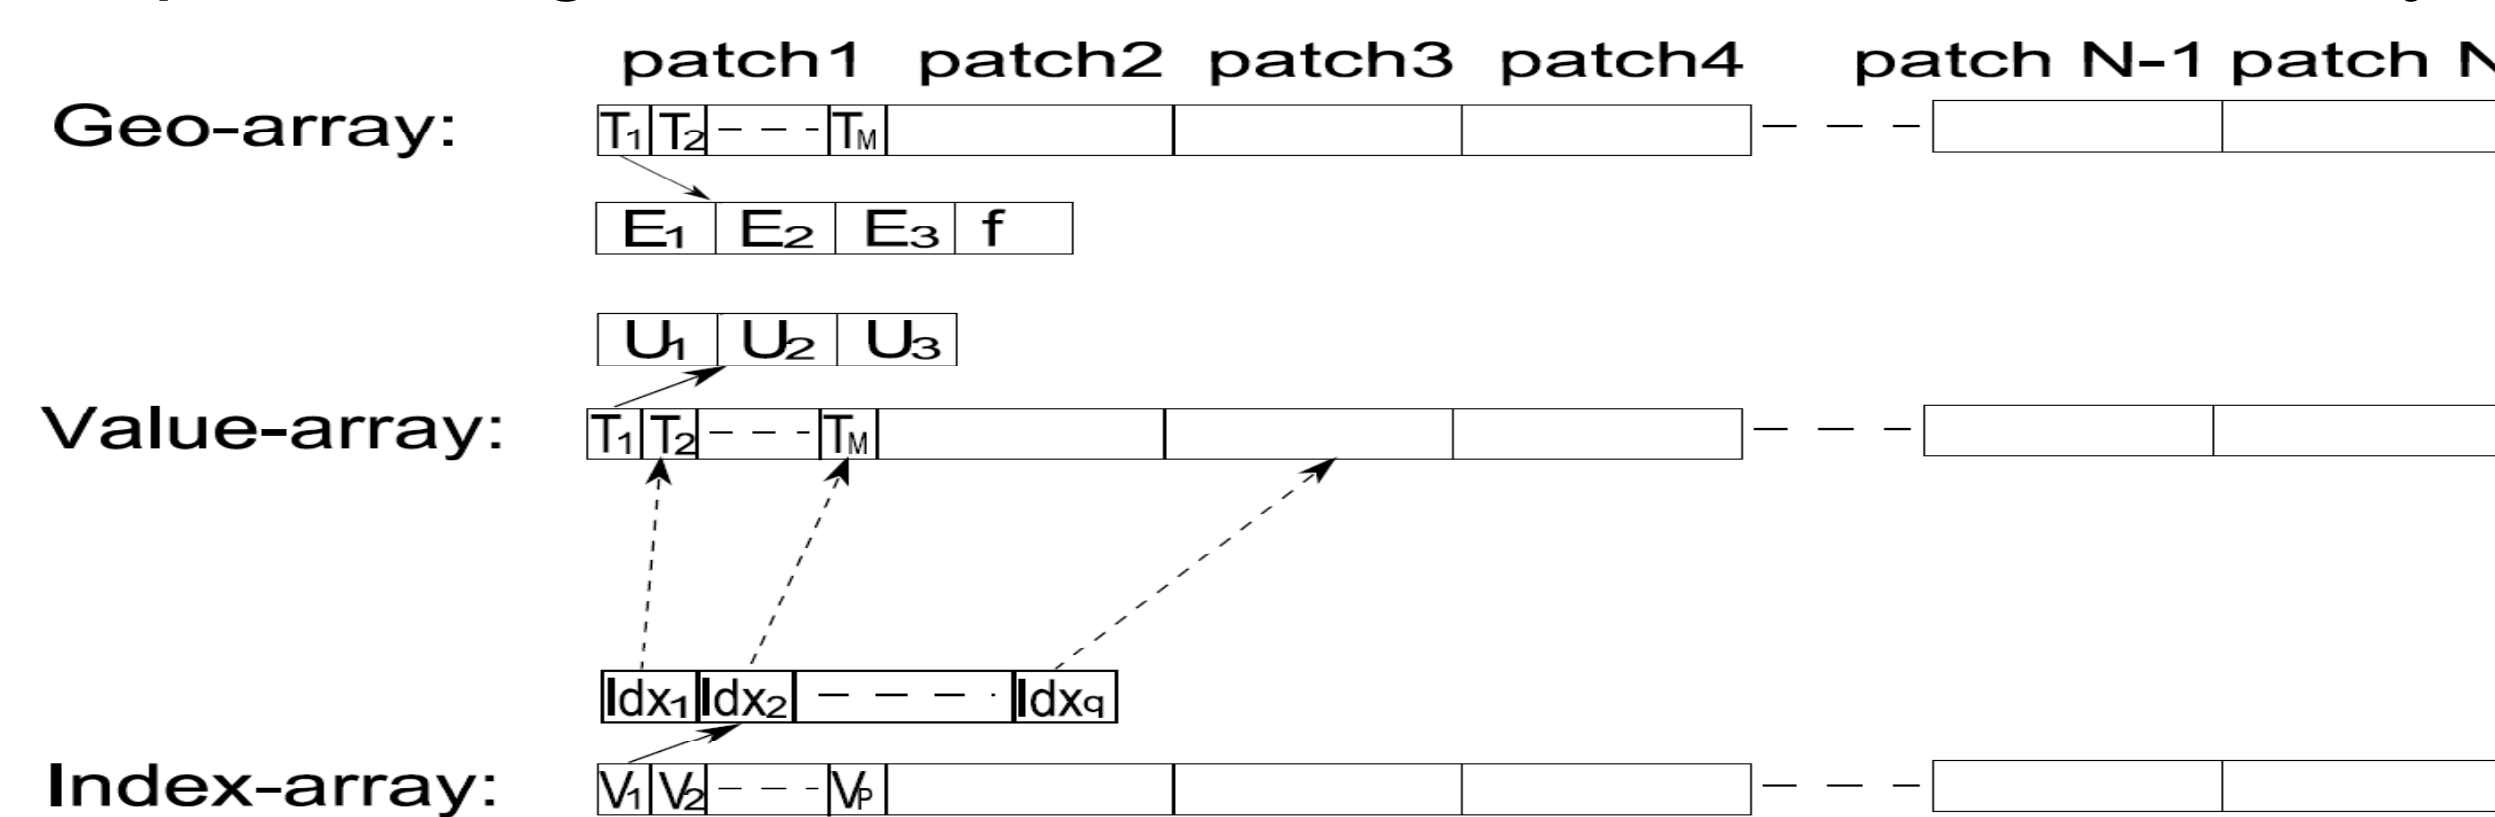 patch1 patch2 patch3 patch4 patch N-1 patch N
Geo-array: T1 T2 TM
E1 E2 E3 f
U1 U2 U3
Value-array: T1 T2 TM
Idx1 Idx2 Idxq
Index-array: V1 V2 VP